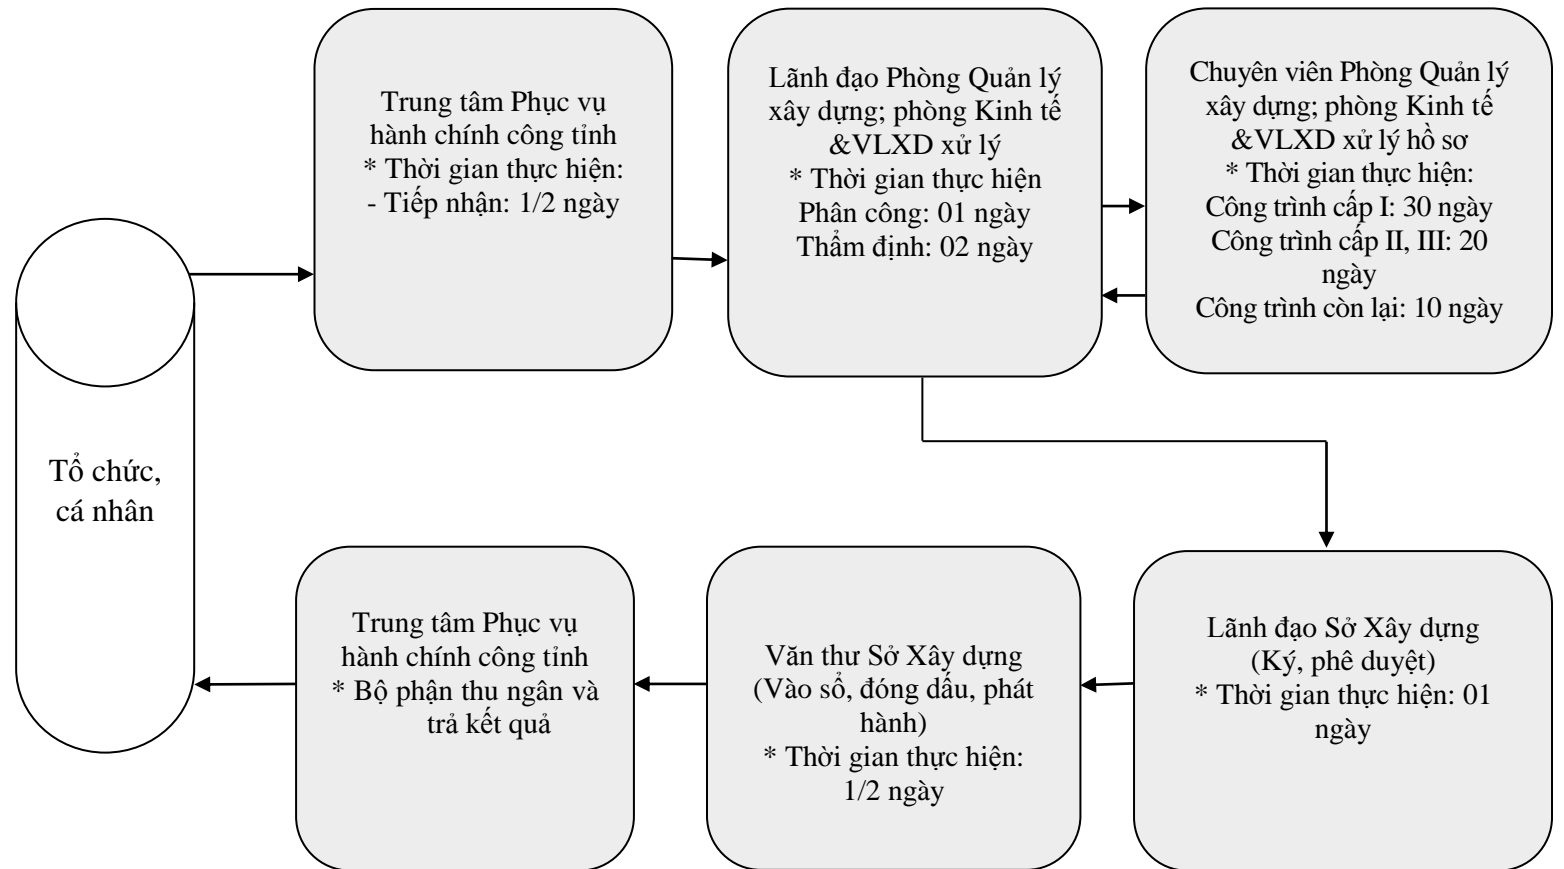 Trung tâm Phục vụ
hành chính công tỉnh
* Thời gian thực hiện:
- Tiếp nhận: 1/2 ngày
Lãnh đạo Phòng Quản lý
xây dựng; phòng Kinh tế
&VLXD xử lý
* Thời gian thực hiện
Phân công: 01 ngày
Thẩm định: 02 ngày
Chuyên viên Phòng Quản lý
xây dựng; phòng Kinh tế
&VLXD xử lý hồ sơ
* Thời gian thực hiện:
Công trình cấp I: 30 ngày
Công trình cấp II, III: 20
ngày
Công trình còn lại: 10 ngày
Tổ chức,
cá nhân
Trung tâm Phục vụ
hành chính công tỉnh
* Bộ phận thu ngân và
trả kết quả
Văn thư Sở Xây dựng
(Vào sổ, đóng dấu, phát
hành)
* Thời gian thực hiện:
1/2 ngày
Lãnh đạo Sở Xây dựng
(Ký, phê duyệt)
* Thời gian thực hiện: 01
ngày